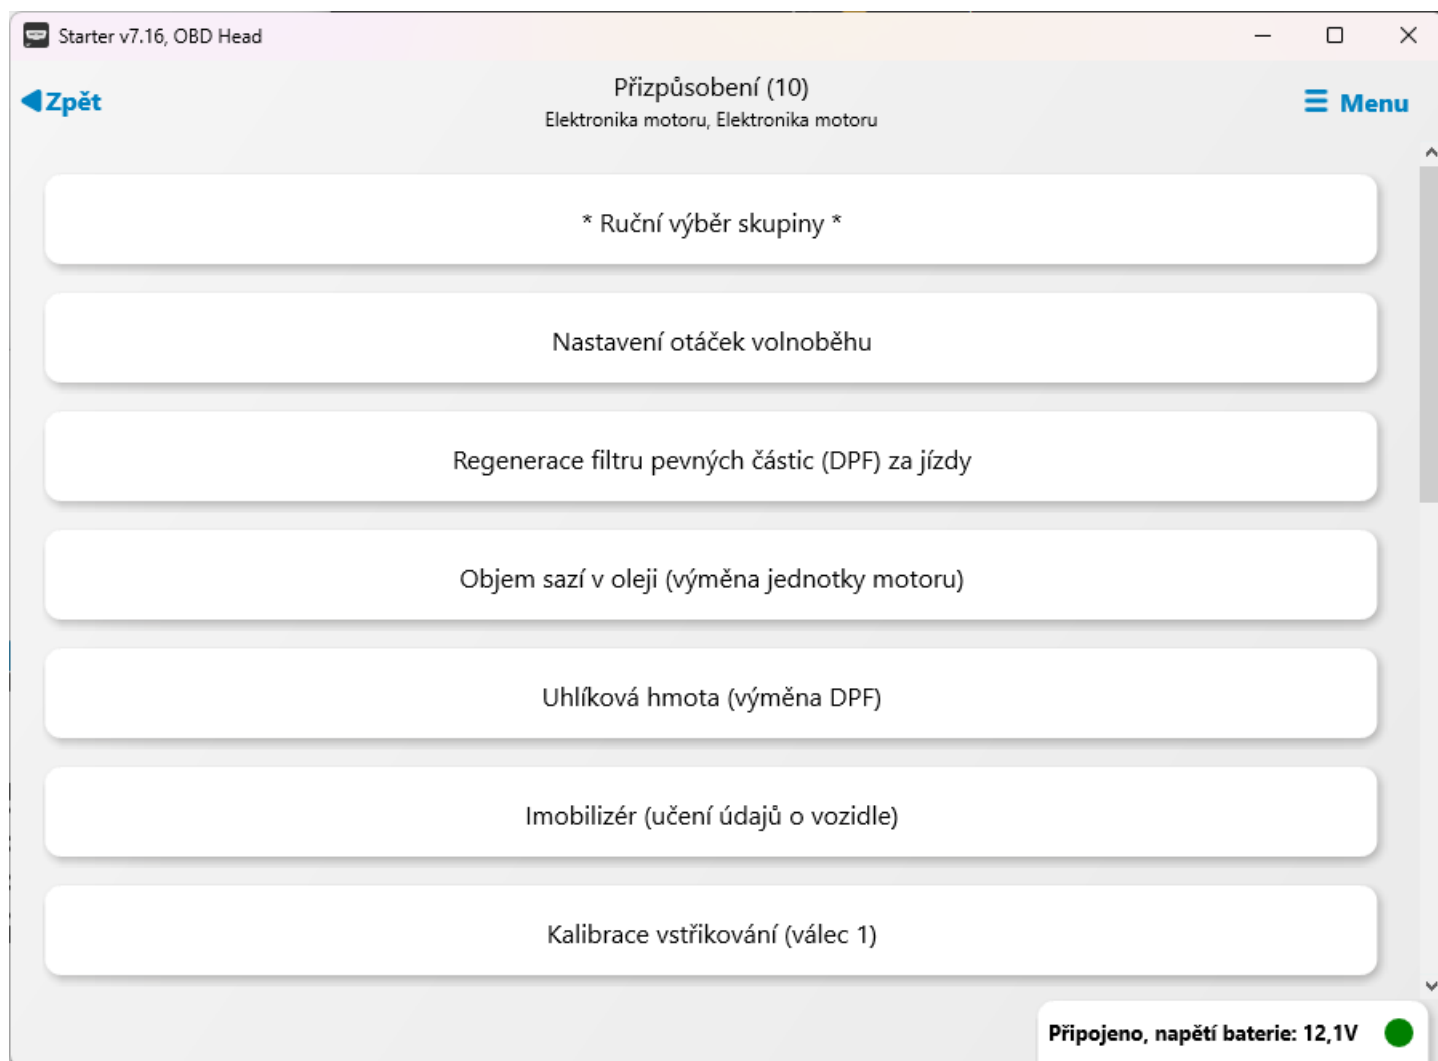 Starter v7.16, OBD Head
Zpět
Přizpůsobení (10)
Elektronika motoru, Elektronika motoru
Menu
* Ruční výběr skupiny *
Nastavení otáček volnoběhu
Regenerace filtru pevných částic (DPF) za jízdy
Objem sazí v oleji (výměna jednotky motoru)
Uhlíková hmota (výměna DPF)
Imobilizér (učení údajů o vozidle)
Kalibrace vstřikování (válec 1)
Připojeno, napětí baterie: 12,1V